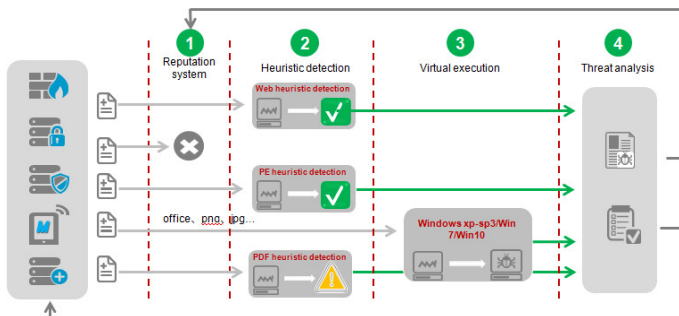 1
2
3
4
Reputation
system
Heuristic detection
Virtual execution
Threat analysis
Web heuristic detection
PE heuristic detection
office、png、jpg...
Windows xp-sp3/Win
7/Win10
PDF heuristic detection